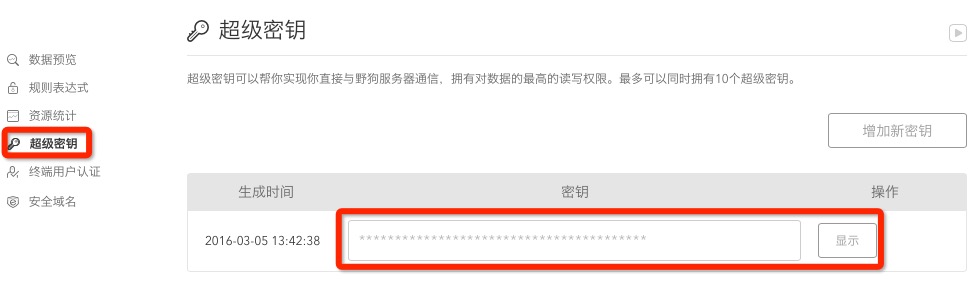 超级密钥
数据预览
规则表达式
资源统计
超级密钥
终端用户认证
安全域名
超级密钥可以帮你实现你直接与野狗服务器通信，拥有对数据的最高的读写权限。最多可以同时拥有10个超级密钥。
增加新密钥
生成时间 密钥 操作
2016-03-05 13:42:38 **************************************** 显示